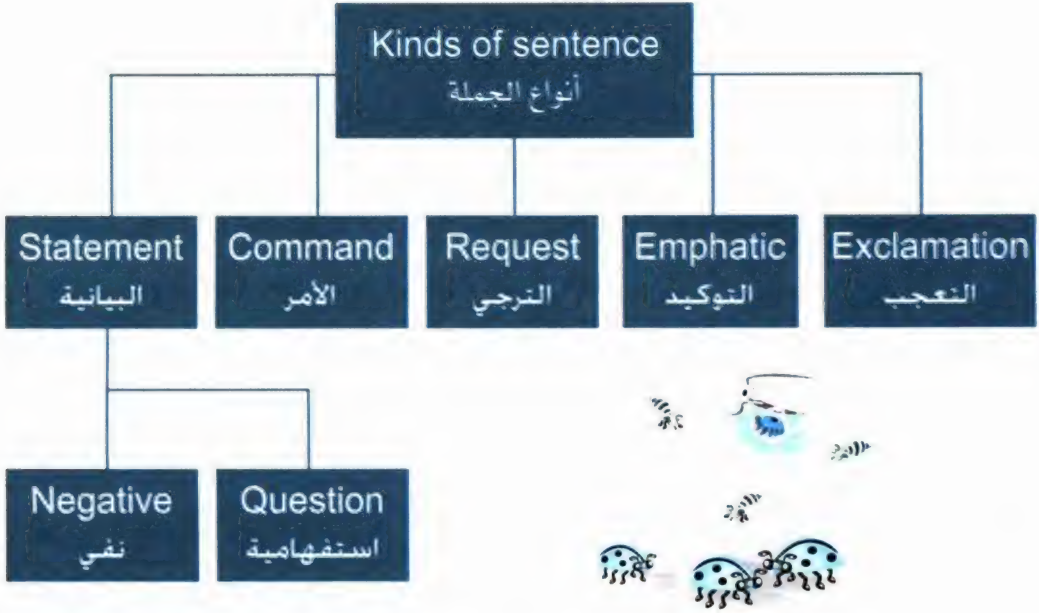 Kinds of sentence
أنواع الجملة
Statement
البيانية
Command
الأمر
Request
الترجي
Emphatic
التوكيد
Exclamation
التعجب
Negative
نفي
Question
استفهامية